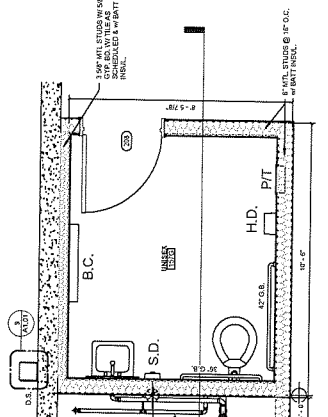 3 5/8" MTL STUDS W/ 5/8"
GYP. BD. W/ TILE AS
SCHEDULED & w/ BATT
INSUL.
8'- 5 7/8"
6" MTL. STUDS @ 16" O.C.
w/ BATT INSUL.
208
B.C.
UNISEX
P/T
H.D.
42" G.B.
36" G.B.
S.D.
10'- 6"
9
D.S.